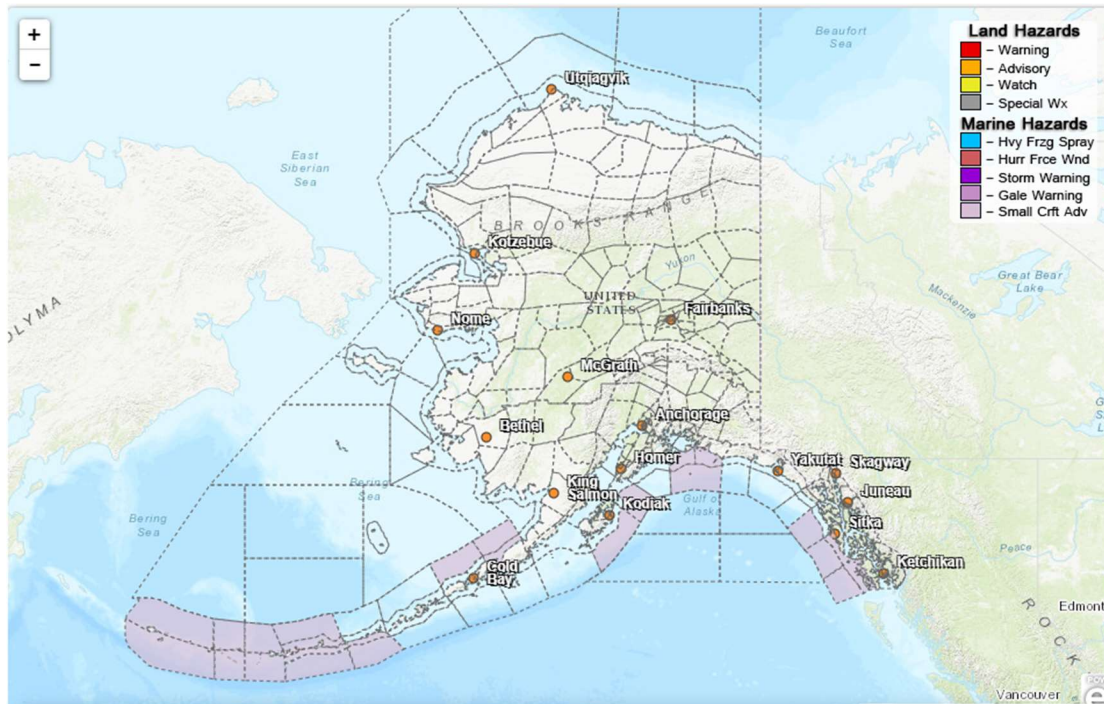 +
−
Land Hazards
– Warning
– Advisory
– Watch
– Special Wx
Marine Hazards
– Hvy Frzg Spray
– Hurr Frce Wnd
– Storm Warning
– Gale Warning
– Small Crft Adv
Beaufort
Sea
Utqiagvik
East
Siberian
Sea
BROOKS RANGE
Kotzebue
Yukon
Great Bear
Lake
Mackenzie
OLYMA
UNITED
STATES
Fairbanks
Nome
McGrath
Anchorage
Bethel
Homer
Yakutat
Skagway
King
Salmon
Bering
Sea
Kodiak
Gulf of
Alaska
Juneau
Bering
Sea
Sitka
Cold
Bay
Ketchikan
Peace
ROCK
Edmont
Vancouver